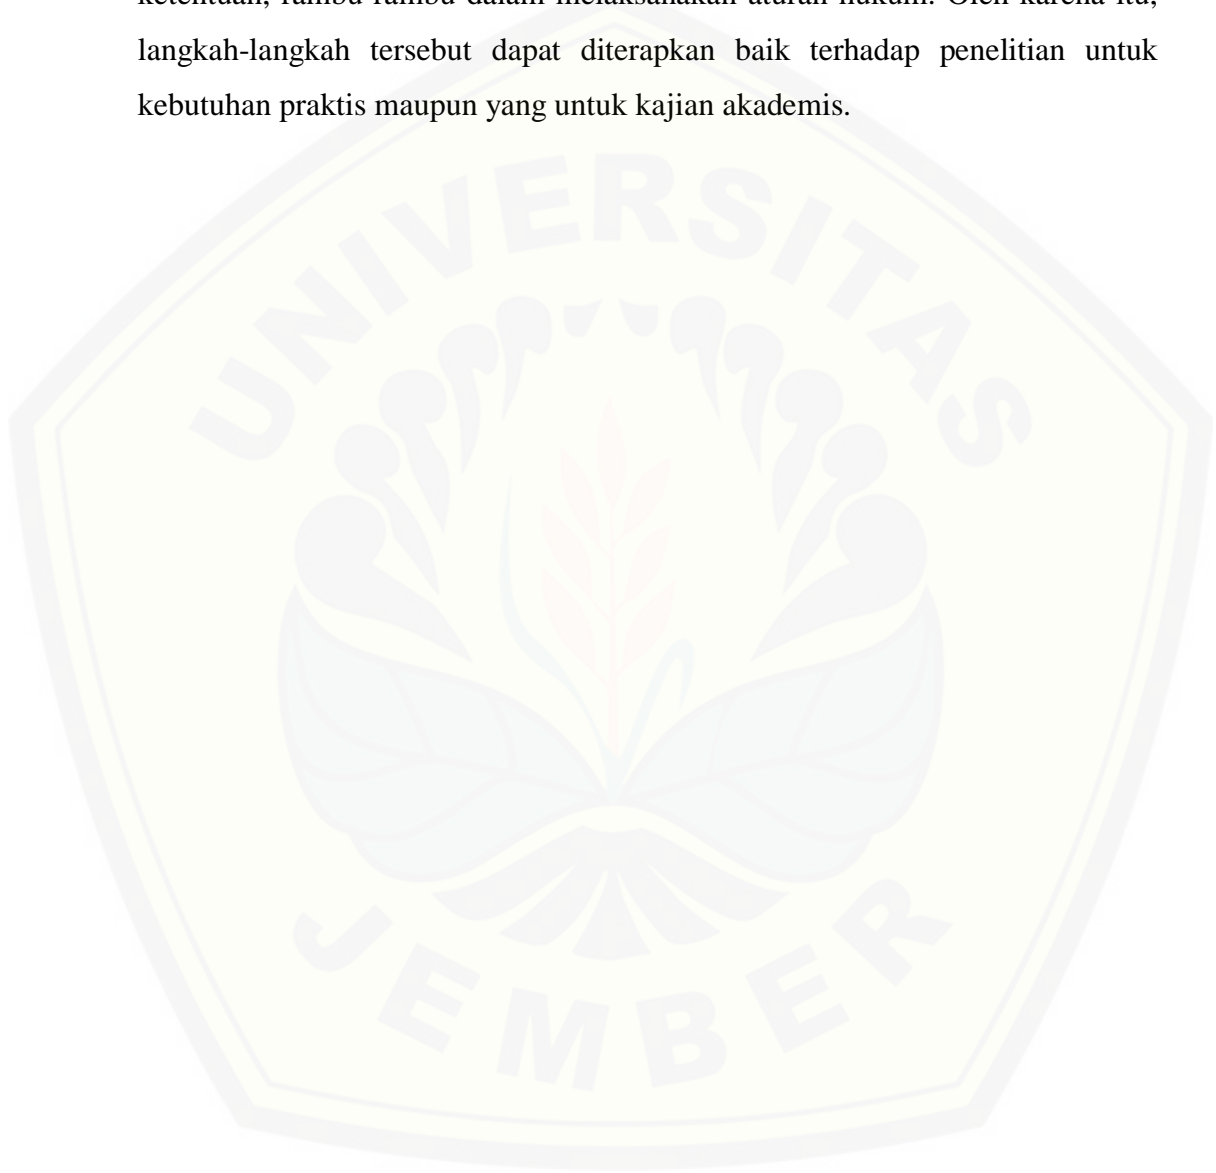 ketentuan, rambu-rambu dalam melaksanakan aturan hukum. Oleh karena itu,
langkah-langkah tersebut dapat diterapkan baik terhadap penelitian untuk
kebutuhan praktis maupun yang untuk kajian akademis.
UNIVERSITAS
JEMBER